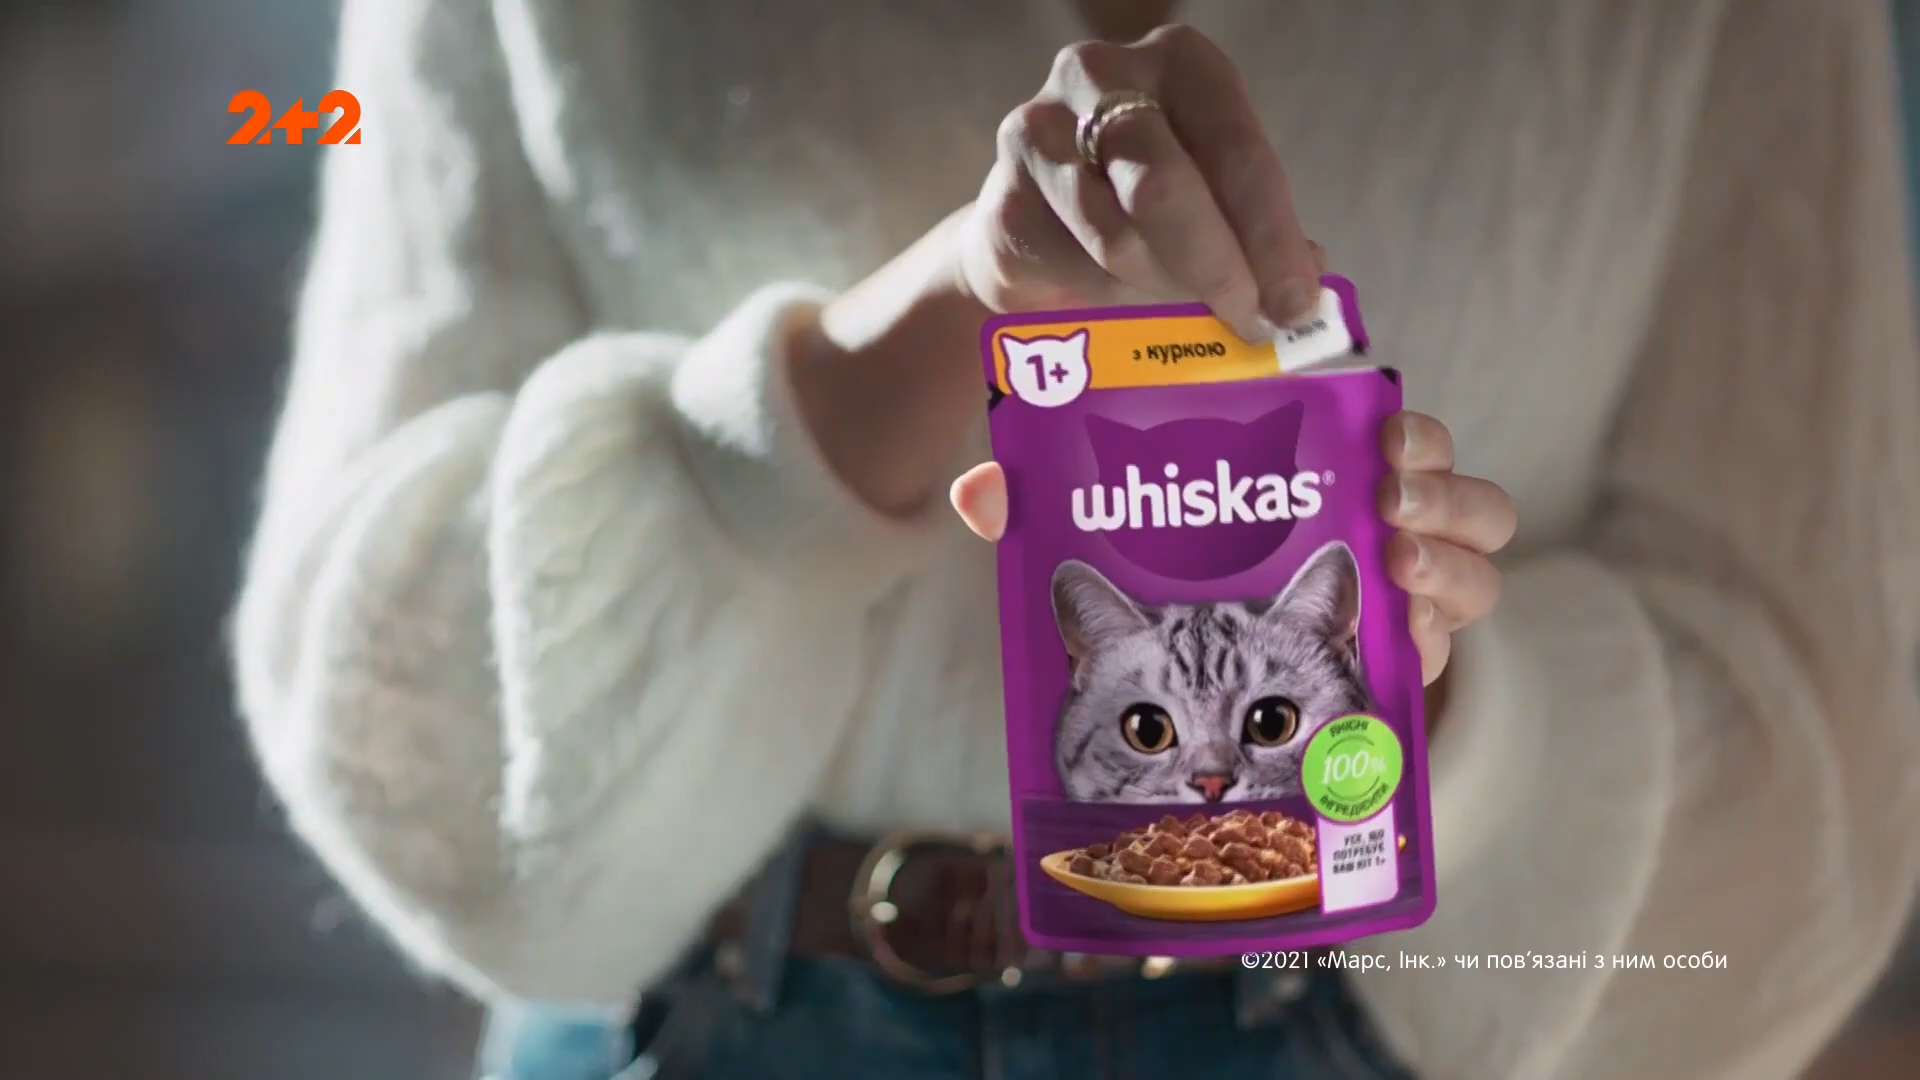 2+2
1+
з куркою
whiskas®
ЯКІСНІ
100%
ІНГРЕДІЄНТИ
УСЕ, ЩО
ПОТРЕБУЄ
ВАШ КІТ 1+
©2021 «Марс, Інк.» чи пов’язані з ним особи